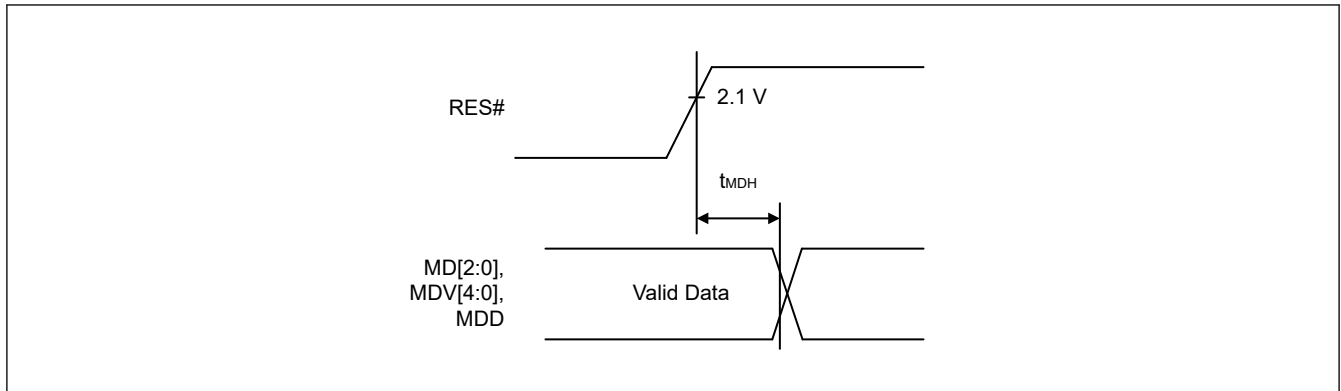 RES#
2.1 V
tMDH
MD[2:0],
MDV[4:0],
MDD
Valid Data